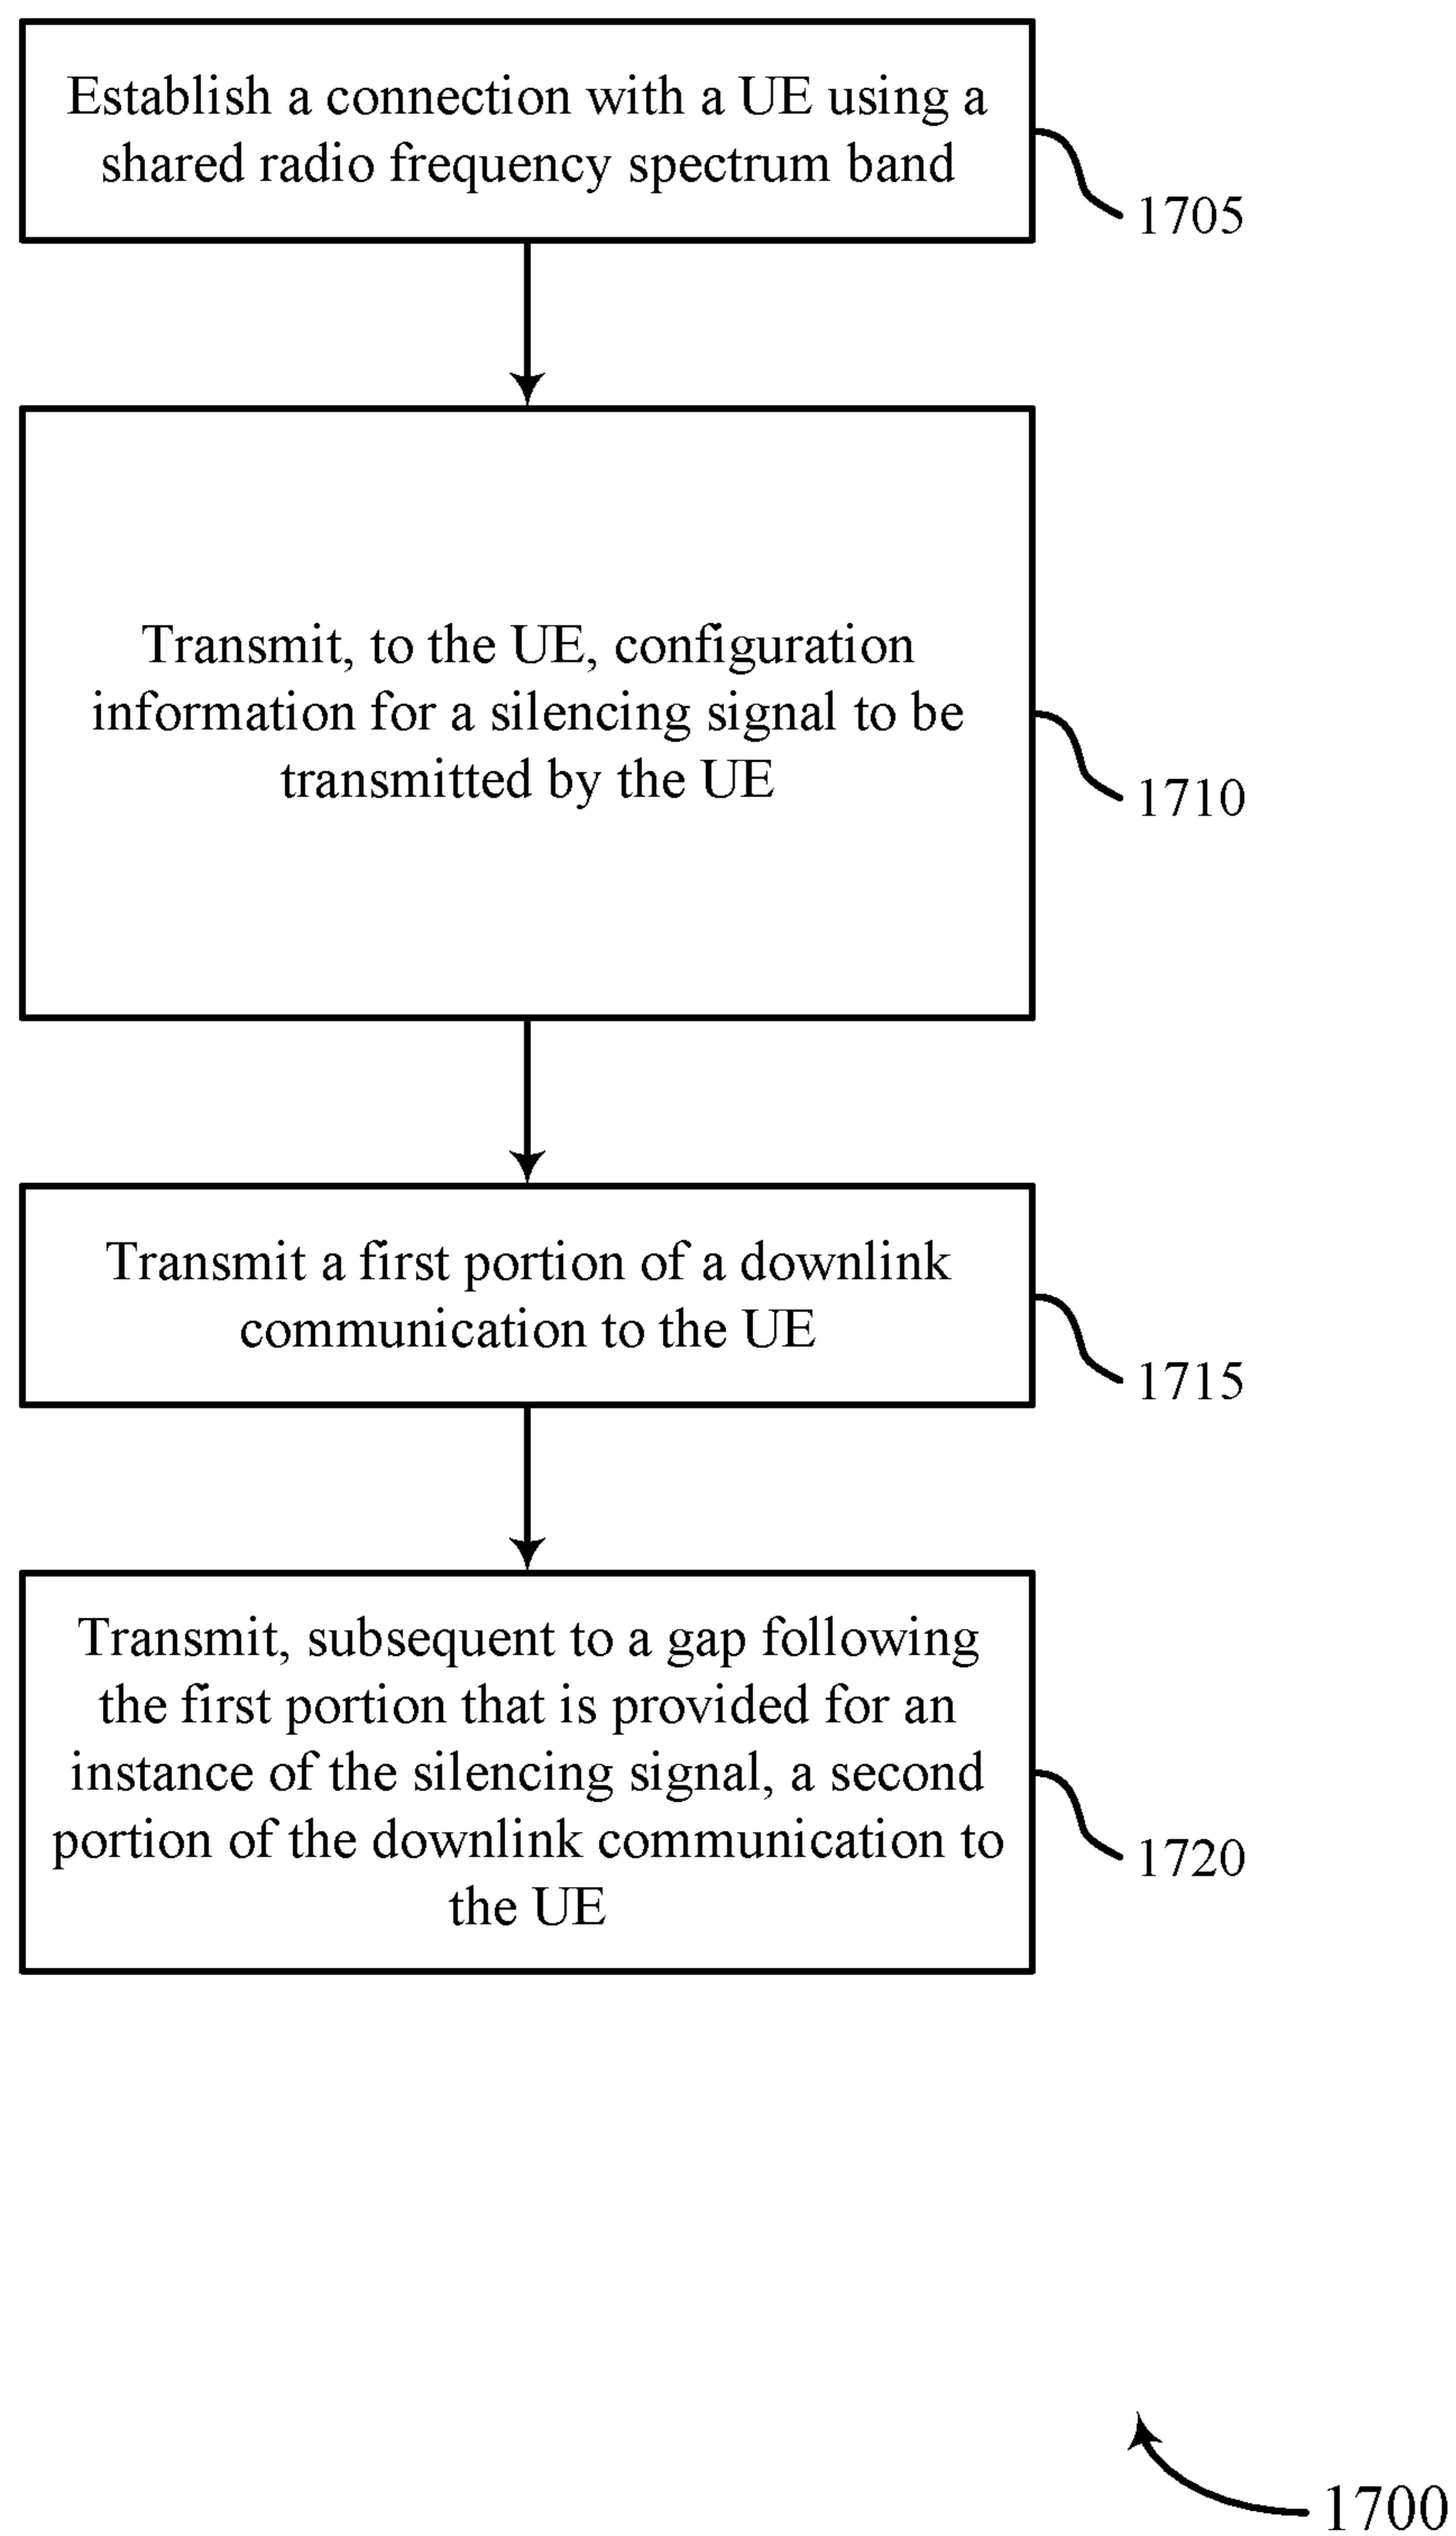 Establish a connection with a UE using a
shared radio frequency spectrum band
1705
Transmit, to the UE, configuration
information for a silencing signal to be
transmitted by the UE
1710
Transmit a first portion of a downlink
communication to the UE
1715
Transmit, subsequent to a gap following
the first portion that is provided for an
instance of the silencing signal, a second
portion of the downlink communication to
the UE
1720
1700